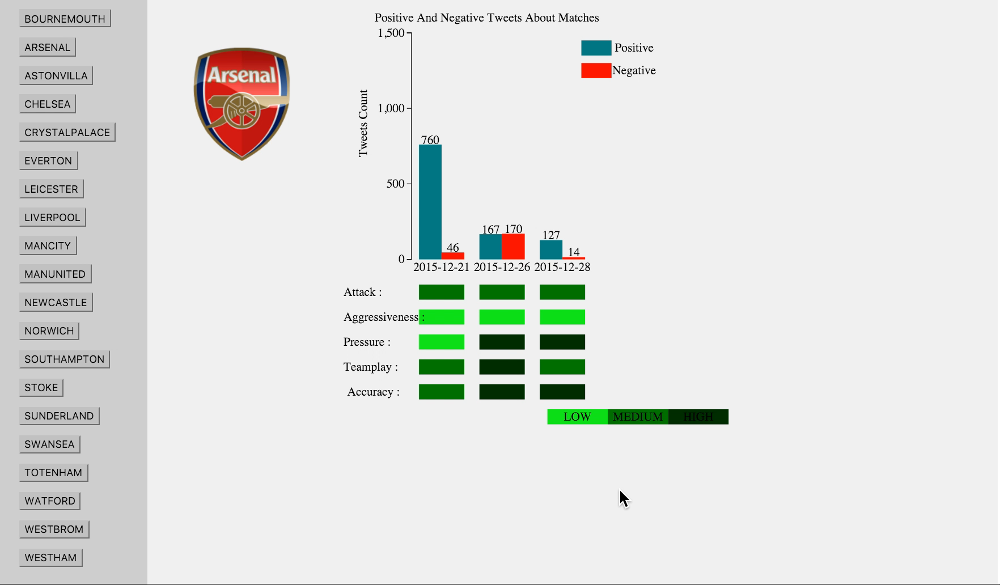 BOURNEMOUTH
ARSENAL
ASTONVILLA
CHELSEA
CRYSTALPALACE
EVERTON
LEICESTER
LIVERPOOL
MANCITY
MANUNITED
NEWCASTLE
NORWICH
SOUTHAMPTON
STOKE
SUNDERLAND
SWANSEA
TOTENHAM
WATFORD
WESTBROM
WESTHAM
Arsenal
Positive And Negative Tweets About Matches
Positive
Negative
Tweets Count
1,500
1,000
500
0
760
46
167 170
127
14
2015-12-21 2015-12-26 2015-12-28
Attack :
Aggressiveness :
Pressure :
Teamplay :
Accuracy :
LOW MEDIUM HIGH